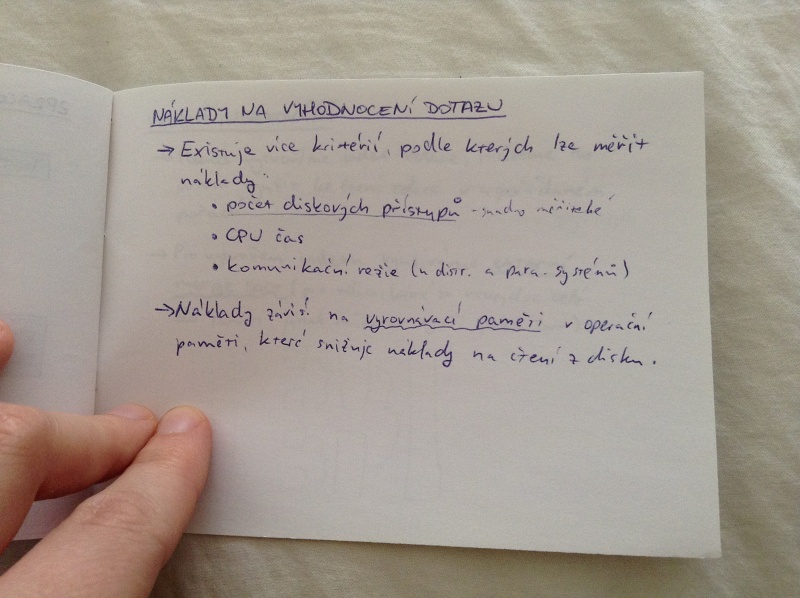 NÁKLADY NA VYHODNOCENÍ DOTAZU
→ Existuje více kritérií, podle kterých lze měřit
náklady:
• počet diskových přístupů - snadno měřitelné
• CPU čas
• komunikační režie (u distr. a para. systémů)
→ Náklady závisí na vyrovnávací paměti v operační
paměti, které snižuje náklady na čtení z disku.